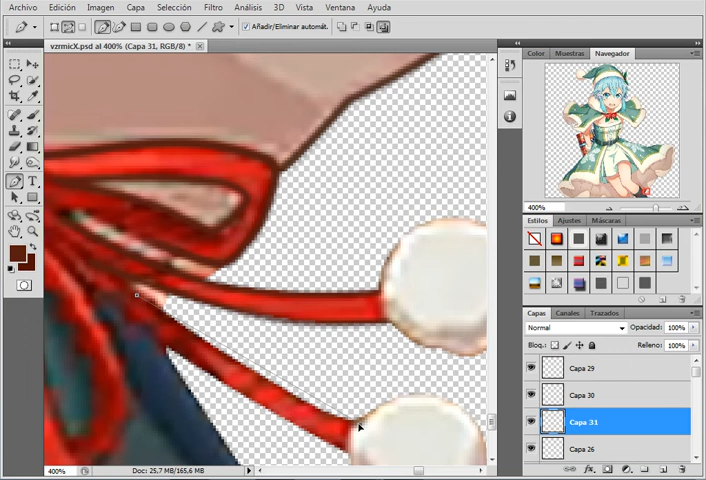 Archivo Edición Imagen Capa Selección Filtro Análisis 3D Vista Ventana Ayuda
Añadir/Eliminar automát.
vzrmicX.psd al 400% (Capa 31, RGB/8) *
Color Muestras Navegador
400%
Estilos Ajustes Máscaras
Capas Canales Trazados
Normal Opacidad: 100%
Bloq.: Relleno: 100%
Capa 29
Capa 30
Capa 31
Capa 26
400% Doc: 25,7 MB/165,6 MB
T
fx